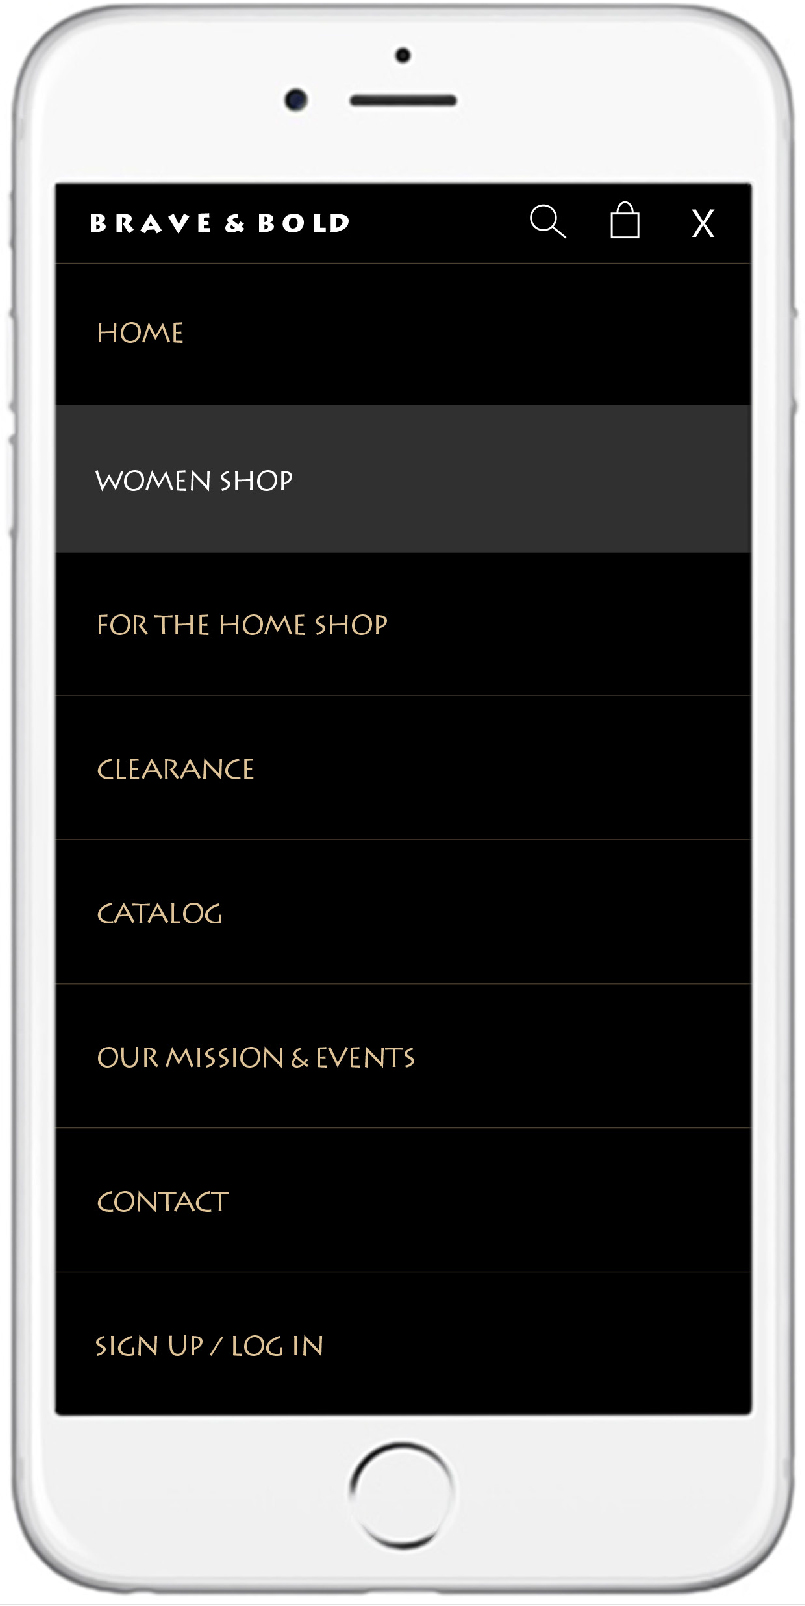 BRAVE & BOLD X
HOME
WOMEN SHOP
FOR THE HOME SHOP
CLEARANCE
CATALOG
OUR MISSION & EVENTS
CONTACT
SIGN UP / LOG IN